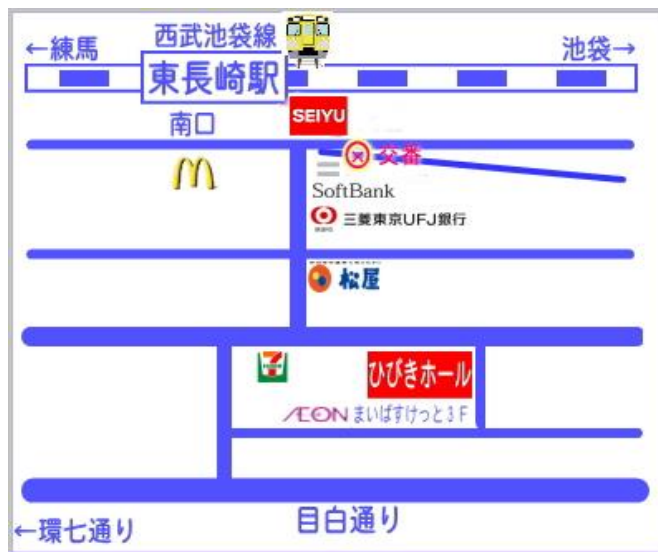 西武池袋線
←練馬
池袋→
東長崎駅
南口
SEIYU
交番
SoftBank
三菱東京UFJ銀行
松屋
ひびきホール
ÆON まいばすけっと3F
目白通り
←環七通り